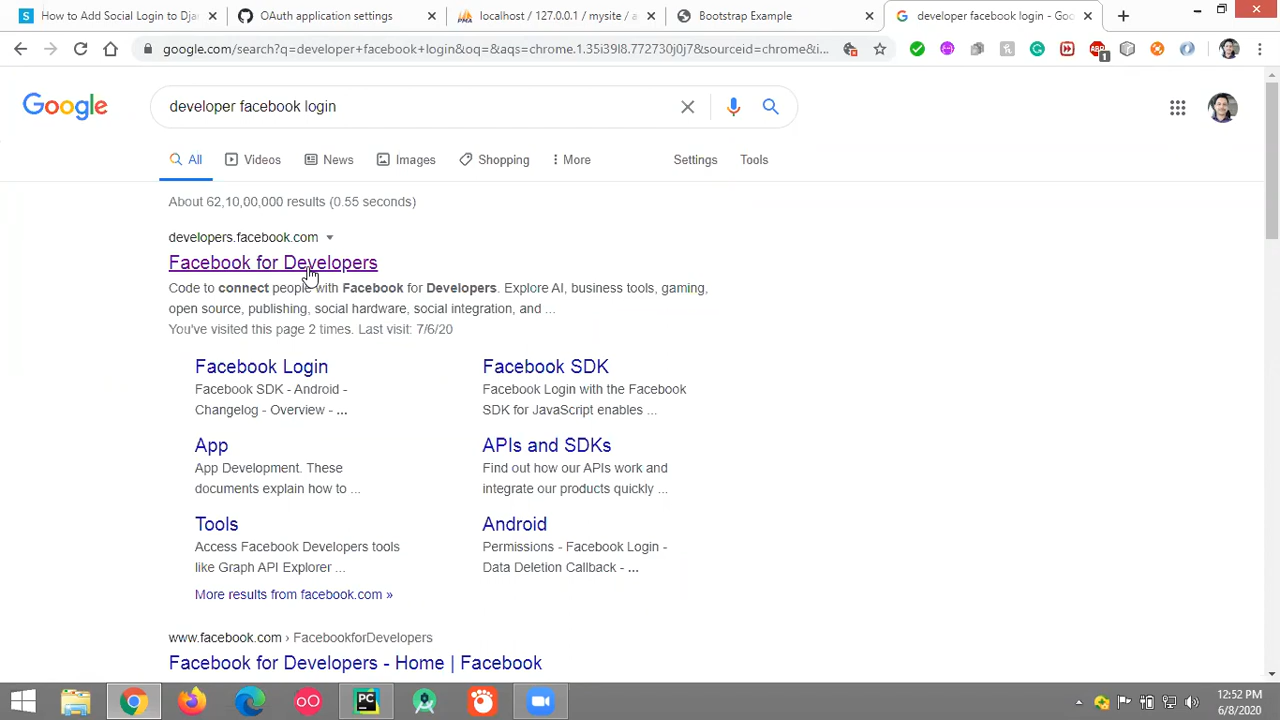 How to Add Social Login to Dja
OAuth application settings
localhost / 127.0.0.1 / mysite / a
Bootstrap Example
developer facebook login - Goo
google.com/search?q=developer+facebook+login&oq=&aqs=chrome.1.35i39l8.772730j0j7&sourceid=chrome&i...
Google
developer facebook login
All
Videos
News
Images
Shopping
More
Settings
Tools
About 62,10,00,000 results (0.55 seconds)
developers.facebook.com
Facebook for Developers
Code to connect people with Facebook for Developers. Explore AI, business tools, gaming,
open source, publishing, social hardware, social integration, and ...
You've visited this page 2 times. Last visit: 7/6/20
Facebook Login
Facebook SDK - Android -
Changelog - Overview - ...
Facebook SDK
Facebook Login with the Facebook
SDK for JavaScript enables ...
App
App Development. These
documents explain how to ...
APIs and SDKs
Find out how our APIs work and
integrate our products quickly ...
Tools
Access Facebook Developers tools
like Graph API Explorer ...
Android
Permissions - Facebook Login -
Data Deletion Callback - ...
More results from facebook.com »
www.facebook.com › FacebookforDevelopers
Facebook for Developers - Home | Facebook
12:52 PM
6/8/2020